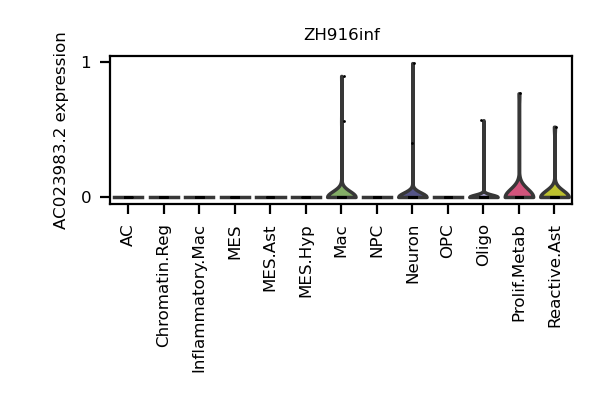 ZH916inf
AC023983.2 expression
1
0
AC
Chromatin.Reg
Inflammatory.Mac
MES
MES.Ast
MES.Hyp
Mac
NPC
Neuron
OPC
Oligo
Prolif.Metab
Reactive.Ast